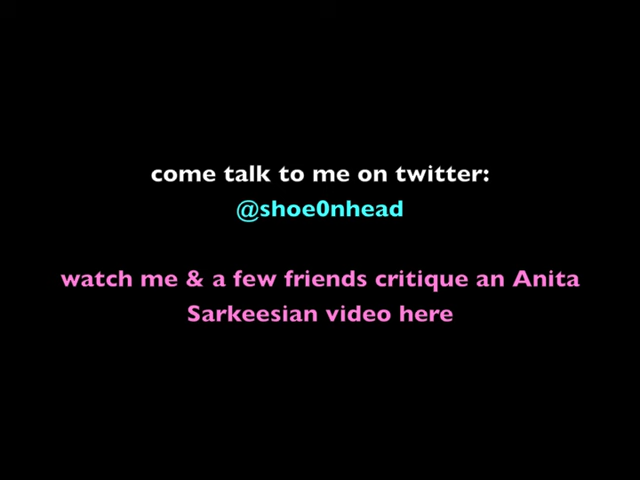 come talk to me on twitter:
@shoe0nhead
watch me & a few friends critique an Anita
Sarkeesian video here